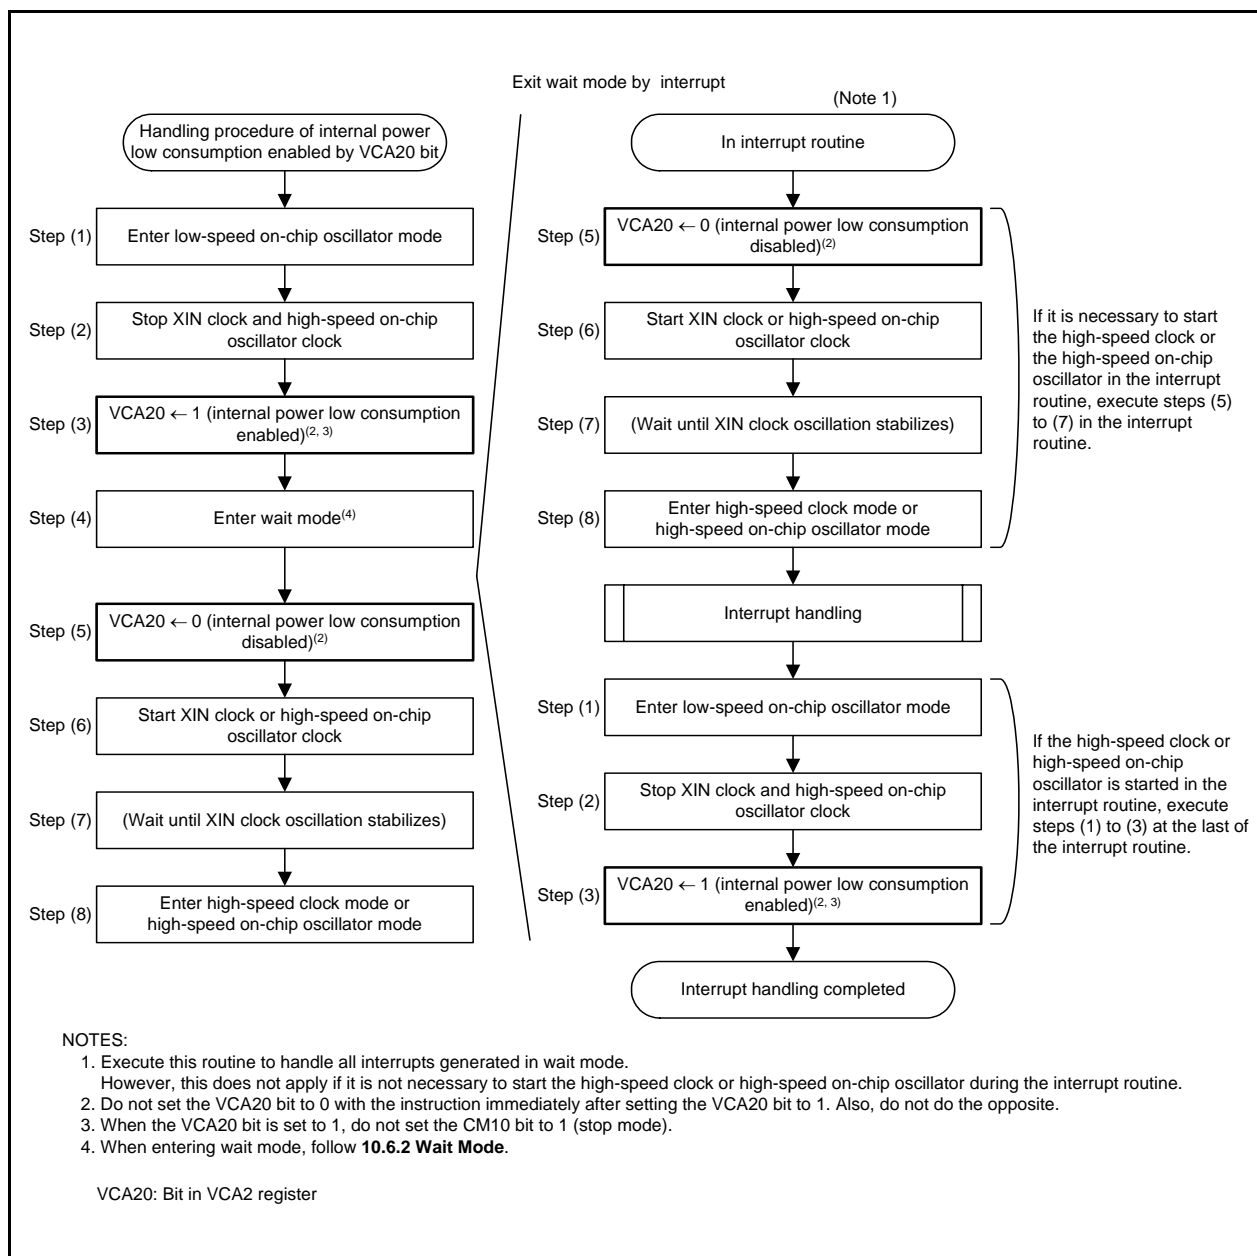 Exit wait mode by interrupt
(Note 1)
Handling procedure of internal power
low consumption enabled by VCA20 bit
Step (1)
Enter low-speed on-chip oscillator mode
Step (2)
Stop XIN clock and high-speed on-chip
oscillator clock
Step (3)
VCA20 ← 1 (internal power low consumption
enabled)(2, 3)
Step (4)
Enter wait mode(4)
Step (5)
VCA20 ← 0 (internal power low consumption
disabled)(2)
Step (6)
Start XIN clock or high-speed on-chip
oscillator clock
Step (7)
(Wait until XIN clock oscillation stabilizes)
Step (8)
Enter high-speed clock mode or
high-speed on-chip oscillator mode
In interrupt routine
Step (5)
VCA20 ← 0 (internal power low consumption
disabled)(2)
Step (6)
Start XIN clock or high-speed on-chip
oscillator clock
Step (7)
(Wait until XIN clock oscillation stabilizes)
Step (8)
Enter high-speed clock mode or
high-speed on-chip oscillator mode
If it is necessary to start
the high-speed clock or
the high-speed on-chip
oscillator in the interrupt
routine, execute steps (5)
to (7) in the interrupt
routine.
Interrupt handling
Step (1)
Enter low-speed on-chip oscillator mode
Step (2)
Stop XIN clock and high-speed on-chip
oscillator clock
Step (3)
VCA20 ← 1 (internal power low consumption
enabled)(2, 3)
If the high-speed clock or
high-speed on-chip
oscillator is started in the
interrupt routine, execute
steps (1) to (3) at the last of
the interrupt routine.
Interrupt handling completed
NOTES:
1. Execute this routine to handle all interrupts generated in wait mode.
However, this does not apply if it is not necessary to start the high-speed clock or high-speed on-chip oscillator during the interrupt routine.
2. Do not set the VCA20 bit to 0 with the instruction immediately after setting the VCA20 bit to 1. Also, do not do the opposite.
3. When the VCA20 bit is set to 1, do not set the CM10 bit to 1 (stop mode).
4. When entering wait mode, follow 10.6.2 Wait Mode.
VCA20: Bit in VCA2 register